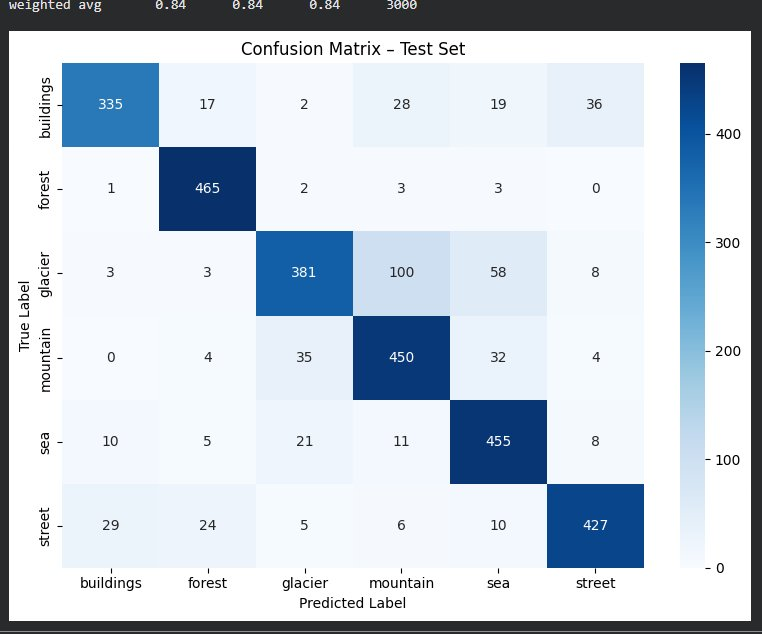 weighted avg 0.84 0.84 0.84 3000
Confusion Matrix – Test Set
buildings 335 17 2 28 19 36
forest 1 465 2 3 3 0
glacier 3 3 381 100 58 8
mountain 0 4 35 450 32 4
sea 10 5 21 11 455 8
street 29 24 5 6 10 427
buildings forest glacier mountain sea street
Predicted Label
True Label
400
300
200
100
0